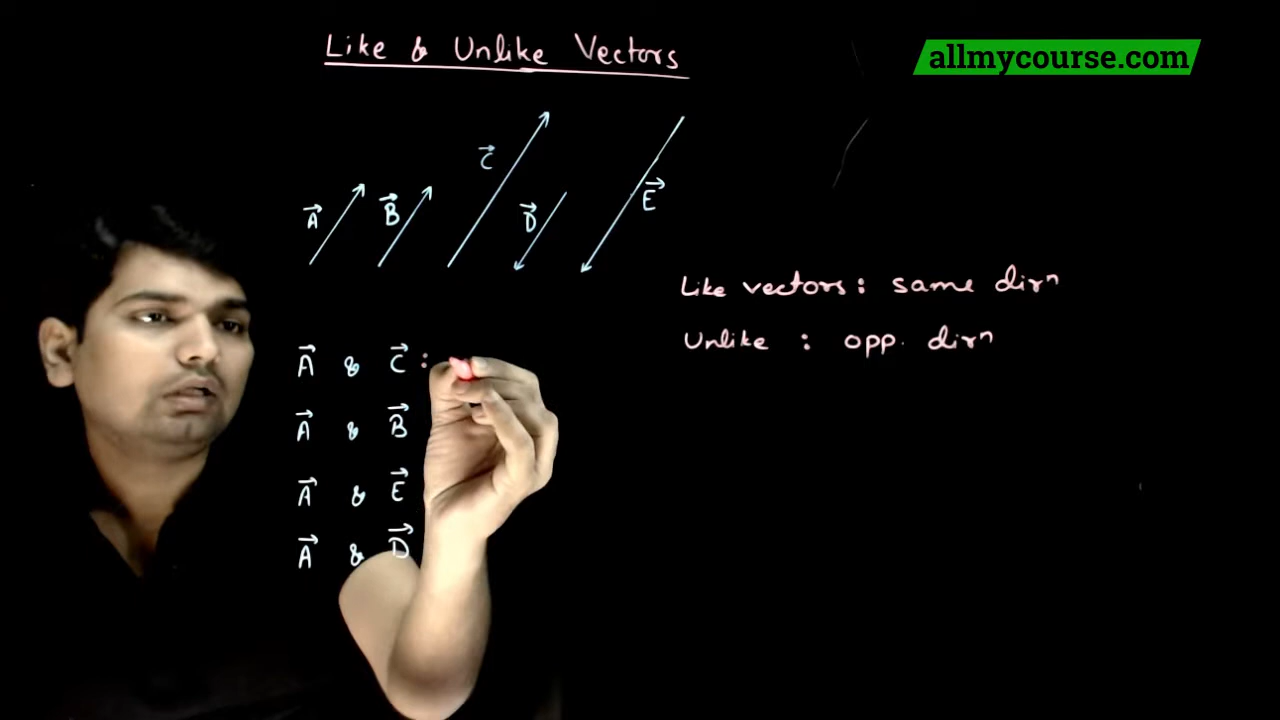 Like & Unlike Vectors
allmycourse.com
C
A
B
D
E
Like vectors : same dirⁿ
Unlike : opp. dirⁿ
A & C :
A & B
A & E
A & D